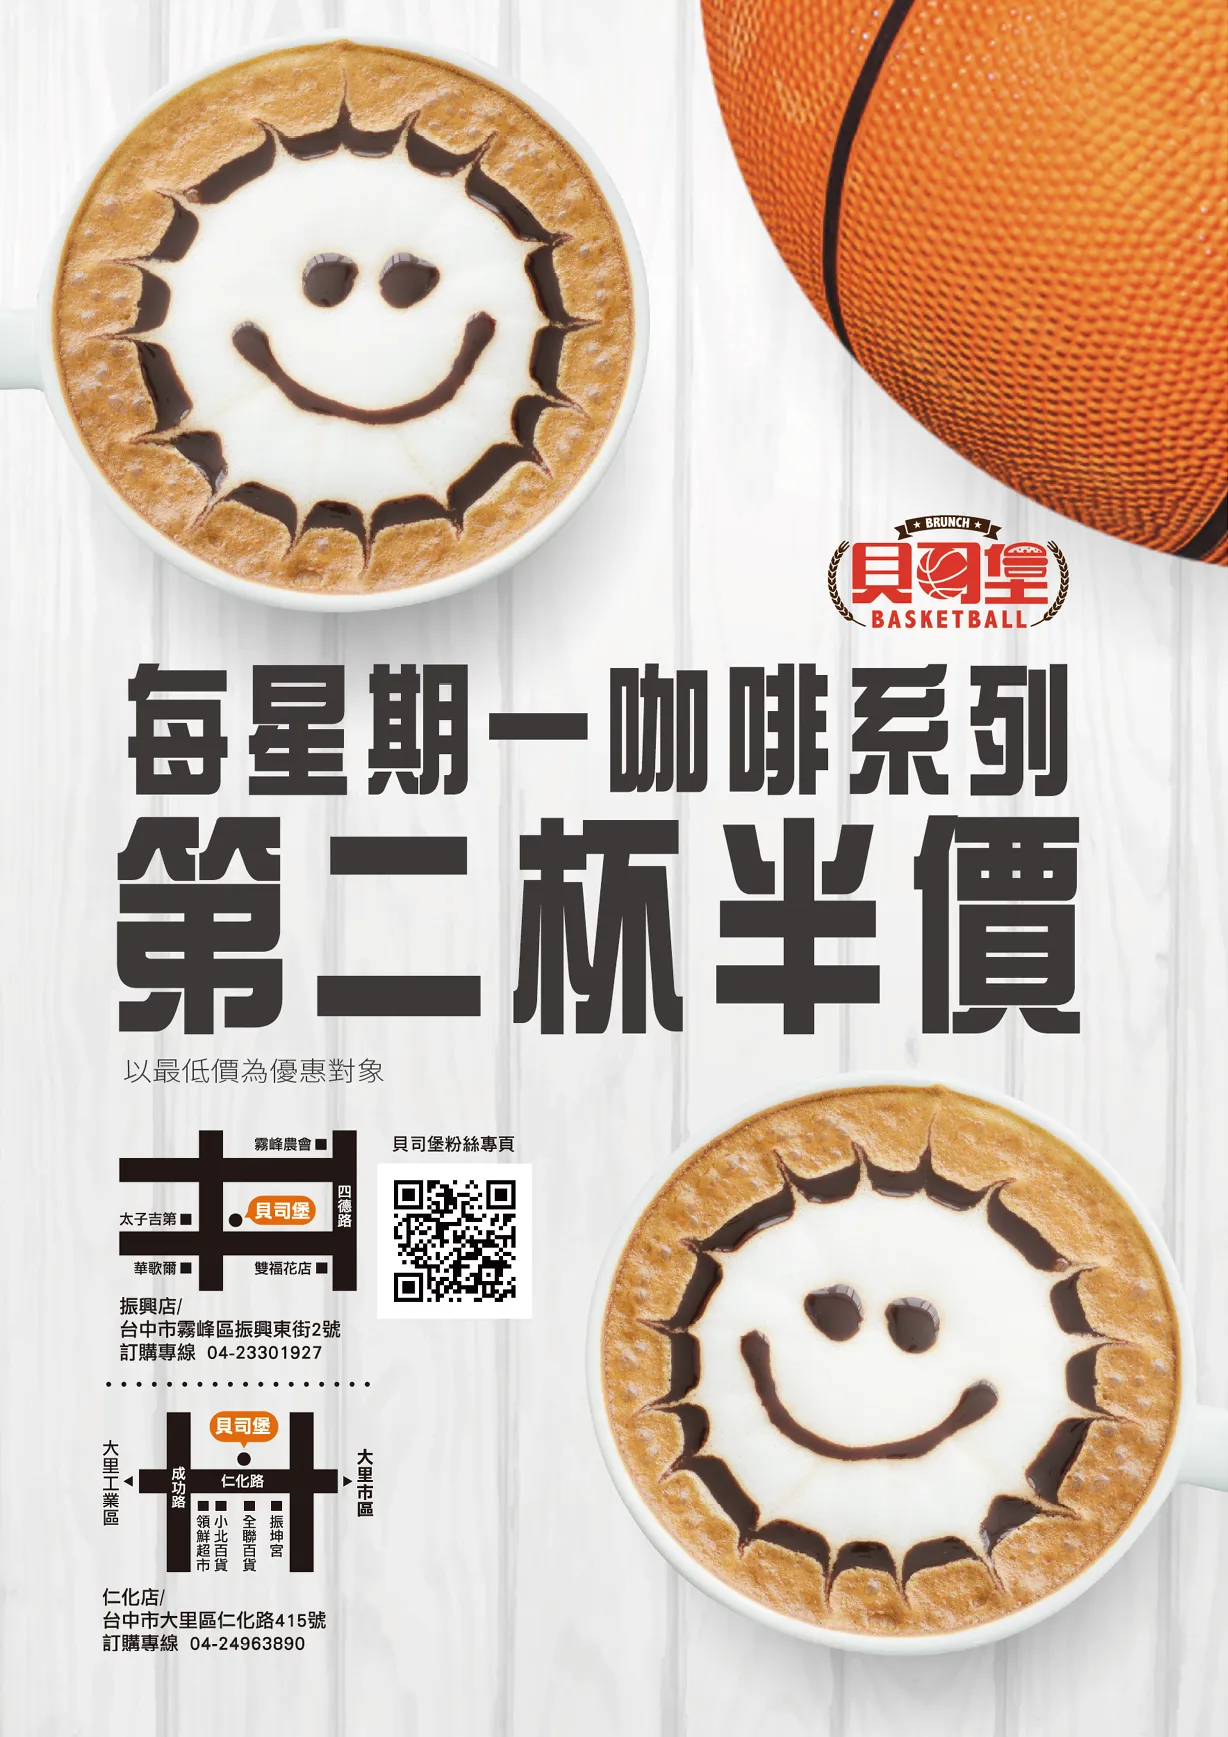 BRUNCH
貝司堡
BASKETBALL
每星期一咖啡系列
第二杯半價
以最低價為優惠對象
霧峰農會
四德路
太子吉第
貝司堡
華歌爾
雙福花店
貝司堡粉絲專頁
振興店/
台中市霧峰區振興東街2號
訂購專線 04-23301927
貝司堡
大里工業區
成功路
仁化路
大里市區
領鮮超市
小北百貨
全聯百貨
振坤宮
仁化店/
台中市大里區仁化路415號
訂購專線 04-24963890